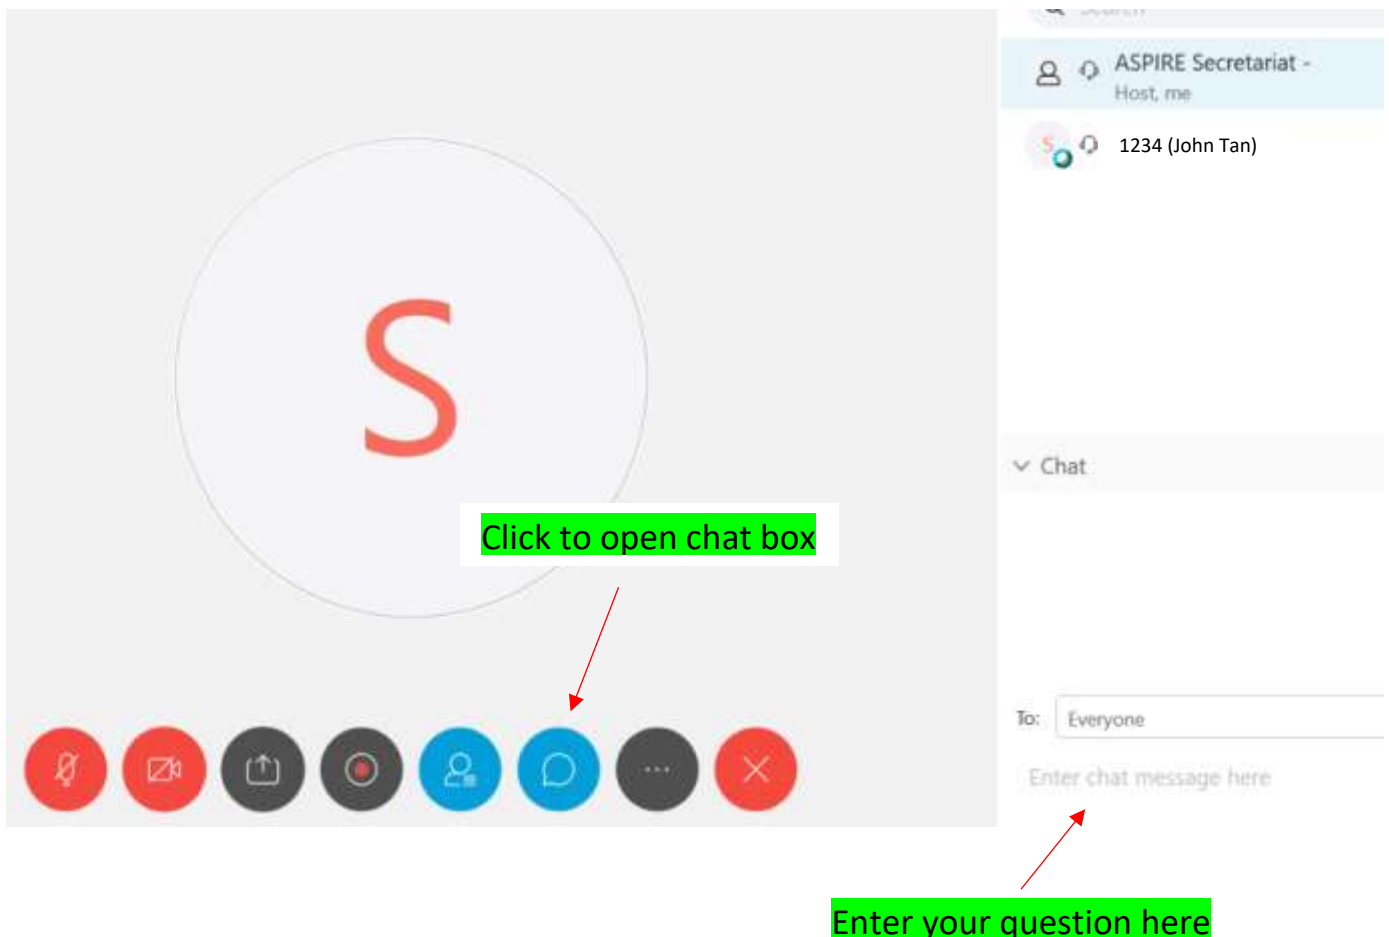 ASPIRE Secretariat -
Host, me
S
1234 (John Tan)
S
Chat
Click to open chat box
To:
Everyone
Enter chat message here
Enter your question here